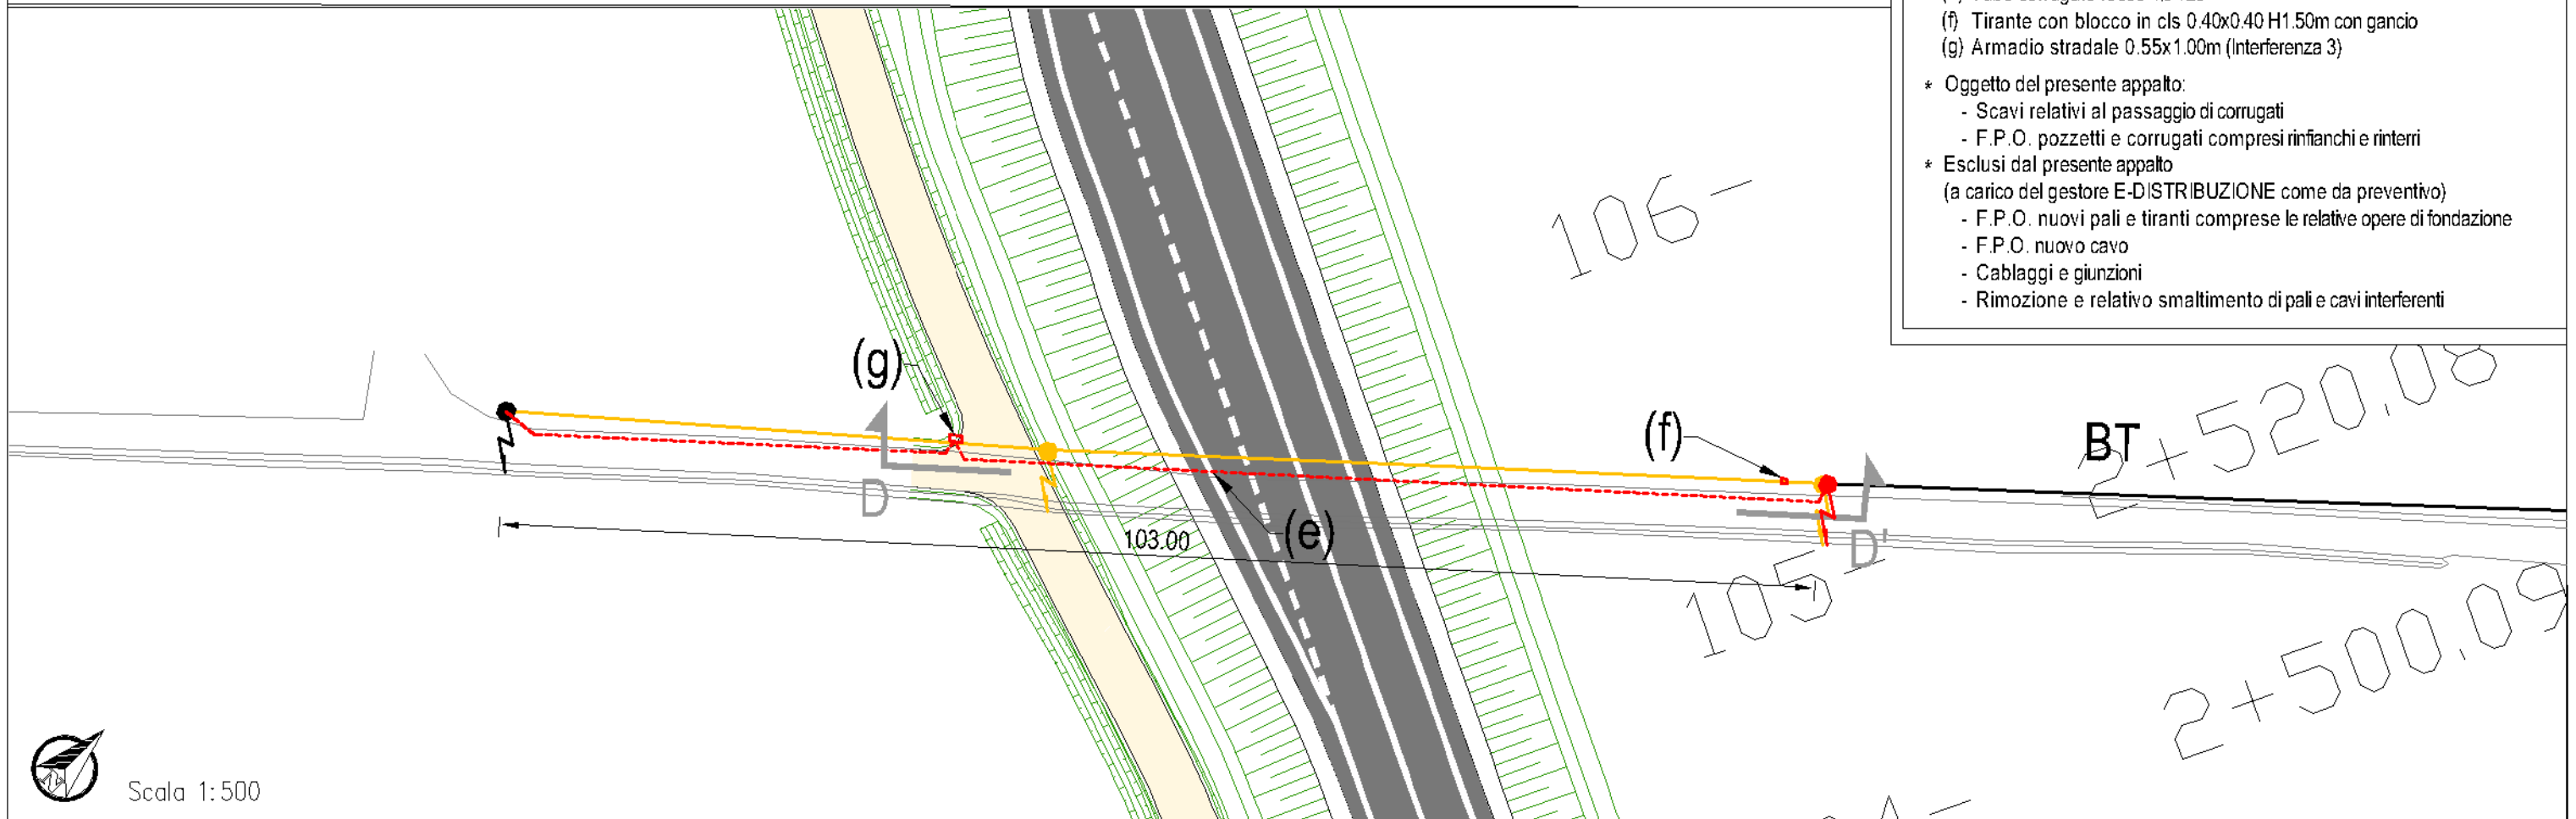 (f) Tirante con blocco in cls 0.40x0.40 H1.50m con gancio
(g) Armadio stradale 0.55x1.00m (Interferenza 3)
* Oggetto del presente appalto:
- Scavi relativi al passaggio di corrugati
- F.P.O. pozzetti e corrugati compresi rinfianchi e rinterri
* Esclusi dal presente appalto
(a carico del gestore E-DISTRIBUZIONE come da preventivo)
- F.P.O. nuovi pali e tiranti comprese le relative opere di fondazione
- F.P.O. nuovo cavo
- Cablaggi e giunzioni
- Rimozione e relativo smaltimento di pali e cavi interferenti
106-
(g)
(f)
BT
2+520.08
D
(e)
103.00
D'
105-
2+500.09
Scala 1:500